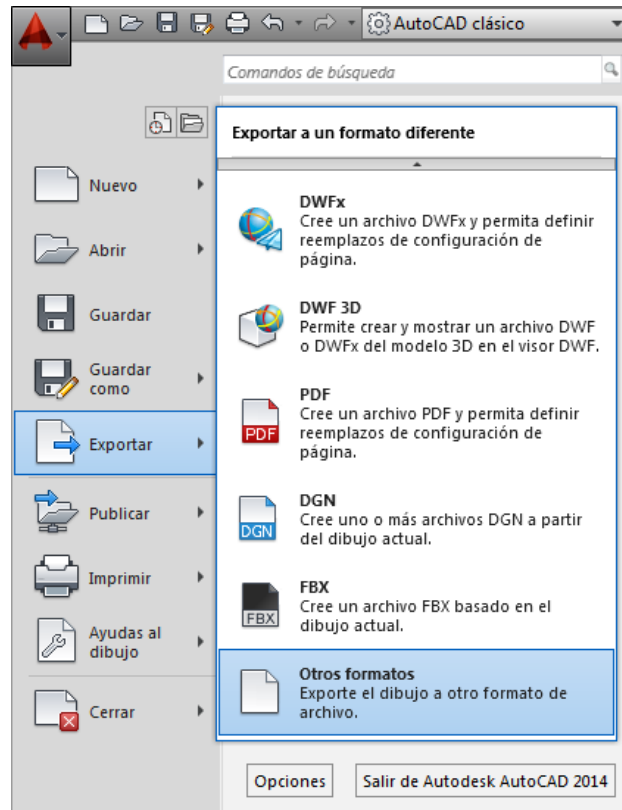 AutoCAD clásico
Comandos de búsqueda
Exportar a un formato diferente
Nuevo
Abrir
Guardar
Guardar
como
Exportar
Publicar
Imprimir
Ayudas al
dibujo
Cerrar
DWFx
Cree un archivo DWFx y permita definir
reemplazos de configuración de
página.
DWF 3D
Permite crear y mostrar un archivo DWF
o DWFx del modelo 3D en el visor DWF.
PDF
PDF
Cree un archivo PDF y permita definir
reemplazos de configuración de
página.
DGN
DGN
Cree uno o más archivos DGN a partir
del dibujo actual.
FBX
FBX
Cree un archivo FBX basado en el
dibujo actual.
Otros formatos
Exporte el dibujo a otro formato de
archivo.
Opciones
Salir de Autodesk AutoCAD 2014